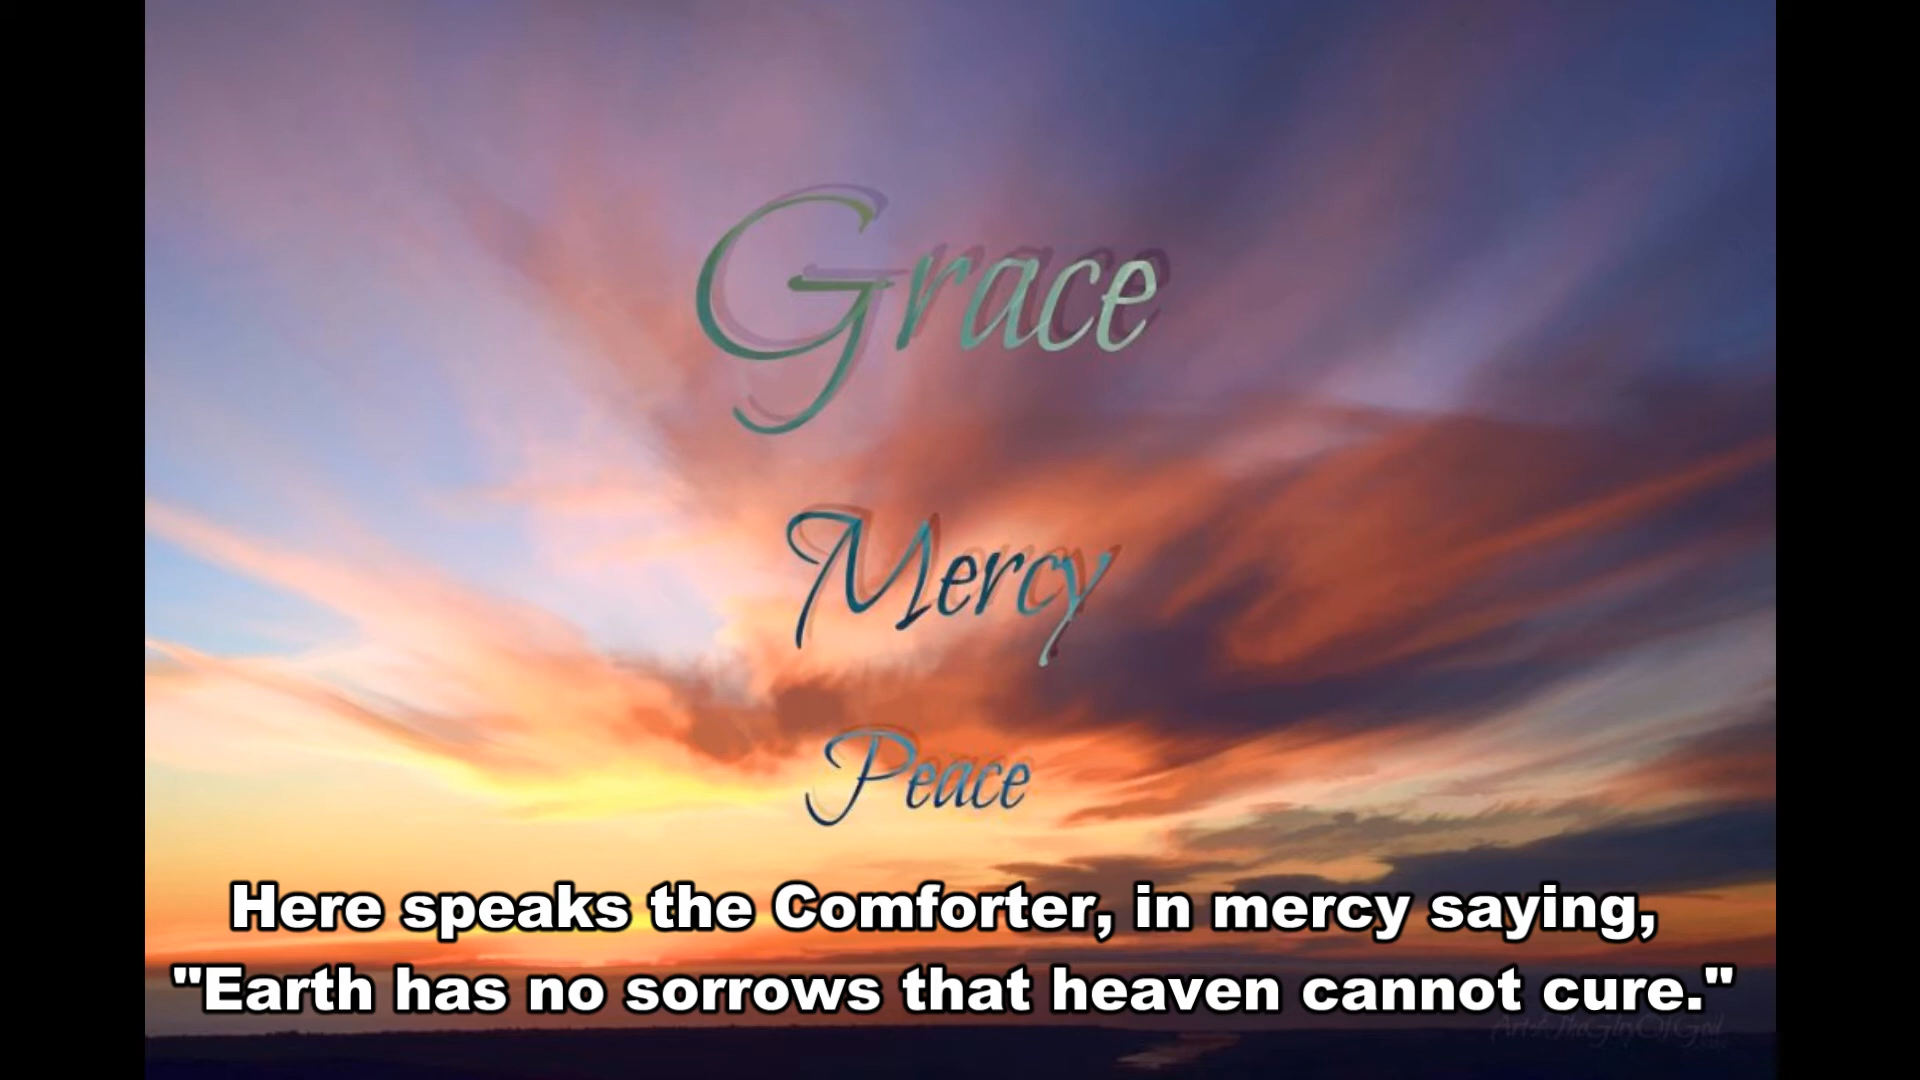 Grace
Mercy
Peace
Here speaks the Comforter, in mercy saying,
"Earth has no sorrows that heaven cannot cure."